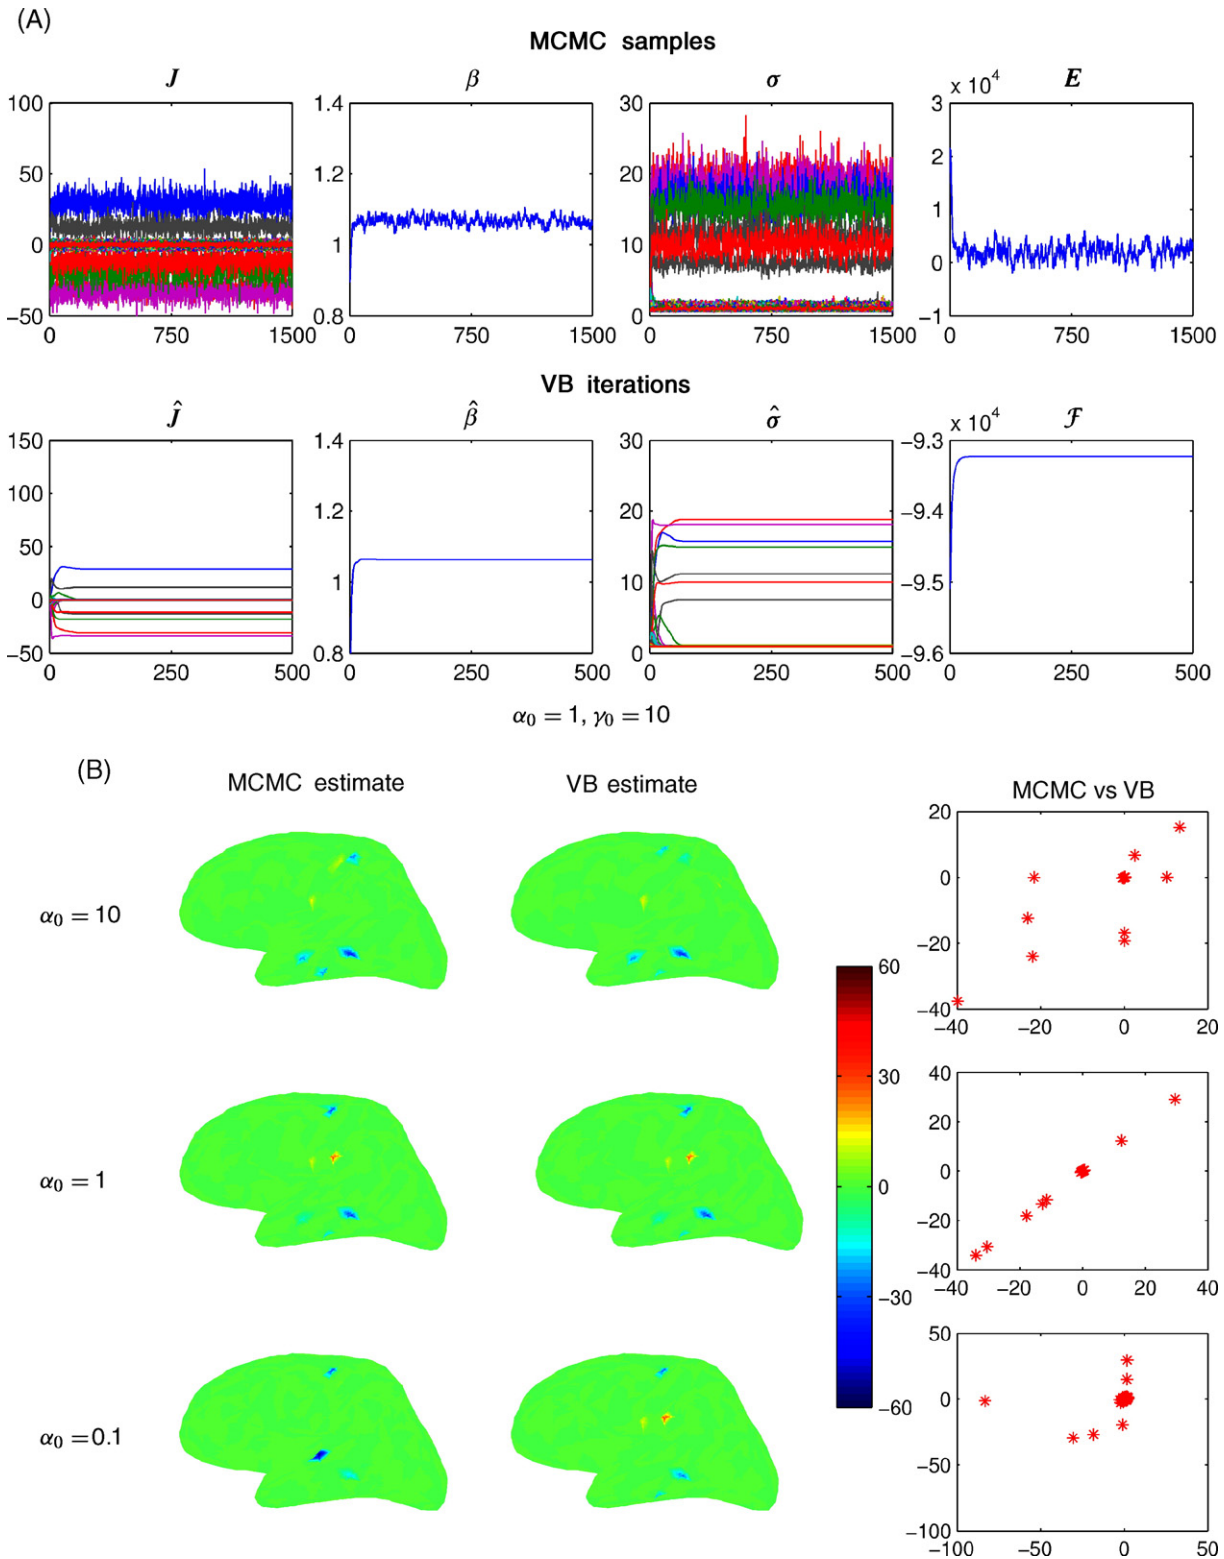 (A)
MCMC samples
J β σ E
x 10⁴
100 1.4 30 3
50 1.2 20 2
0 1 10 1
0
−50 0.8 0 −1
0 750 1500 0 750 1500 0 750 1500 0 750 1500
VB iterations
Ĵ β̂ σ̂ ℱ
x 10⁴
150 1.4 30 −9.3
100
50 1.2 20 −9.4
0 1 10 −9.5
−50 0.8 0 −9.6
0 250 500 0 250 500 0 250 500 0 250 500
α₀ = 1, γ₀ = 10
(B)
MCMC estimate VB estimate MCMC vs VB
α₀ = 10
20
0
−20
−40
−40 −20 0 20
60
30
0
−30
−60
α₀ = 1
40
20
0
−20
−40
−40 −20 0 20 40
α₀ = 0.1
50
0
−50
−100
−100 −50 0 50